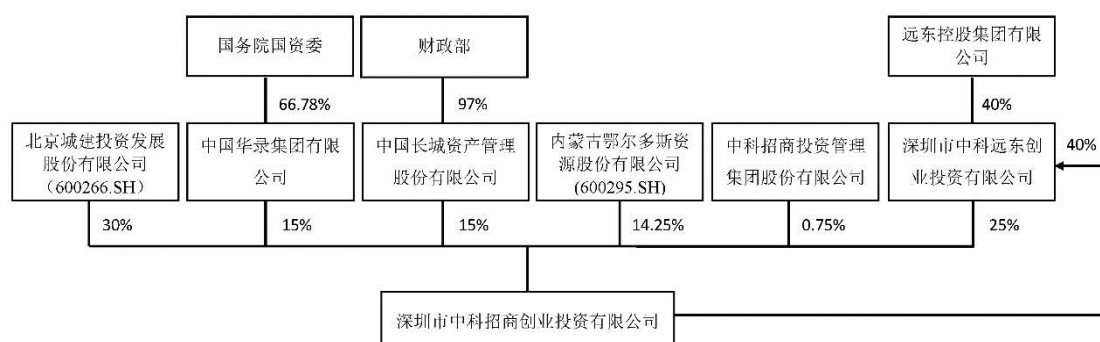 国务院国资委
财政部
远东控股集团有限
公司
66.78%
97%
40%
北京城建投资发展
股份有限公司
（600266.SH）
中国华录集团有限
公司
中国长城资产管理
股份有限公司
内蒙古鄂尔多斯资
源股份有限公司
(600295.SH)
中科招商投资管理
集团股份有限公司
深圳市中科远东创
业投资有限公司
40%
30%
15%
15%
14.25%
0.75%
25%
深圳市中科招商创业投资有限公司